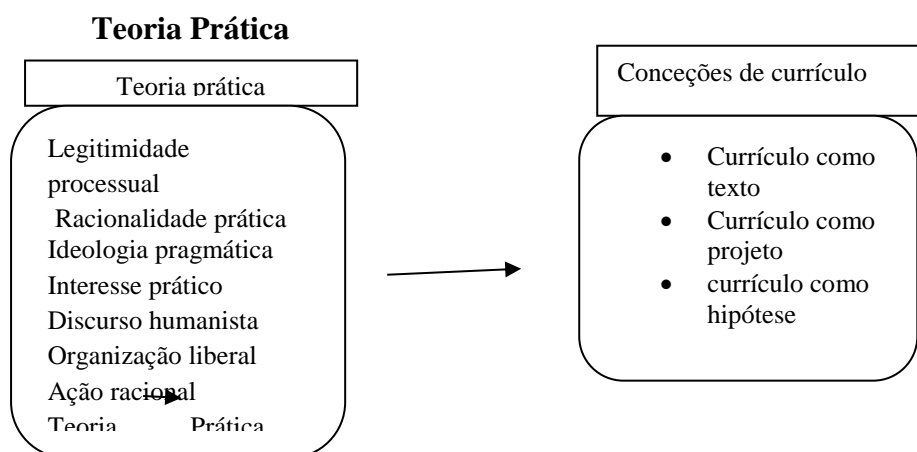 Teoria Prática
Teoria prática
Legitimidade
processual
Racionalidade prática
Ideologia pragmática
Interesse prático
Discurso humanista
Organização liberal
Ação racional
Teoria Prática
Conceções de currículo
• Currículo como
texto
• Currículo como
projeto
• currículo como
hipótese